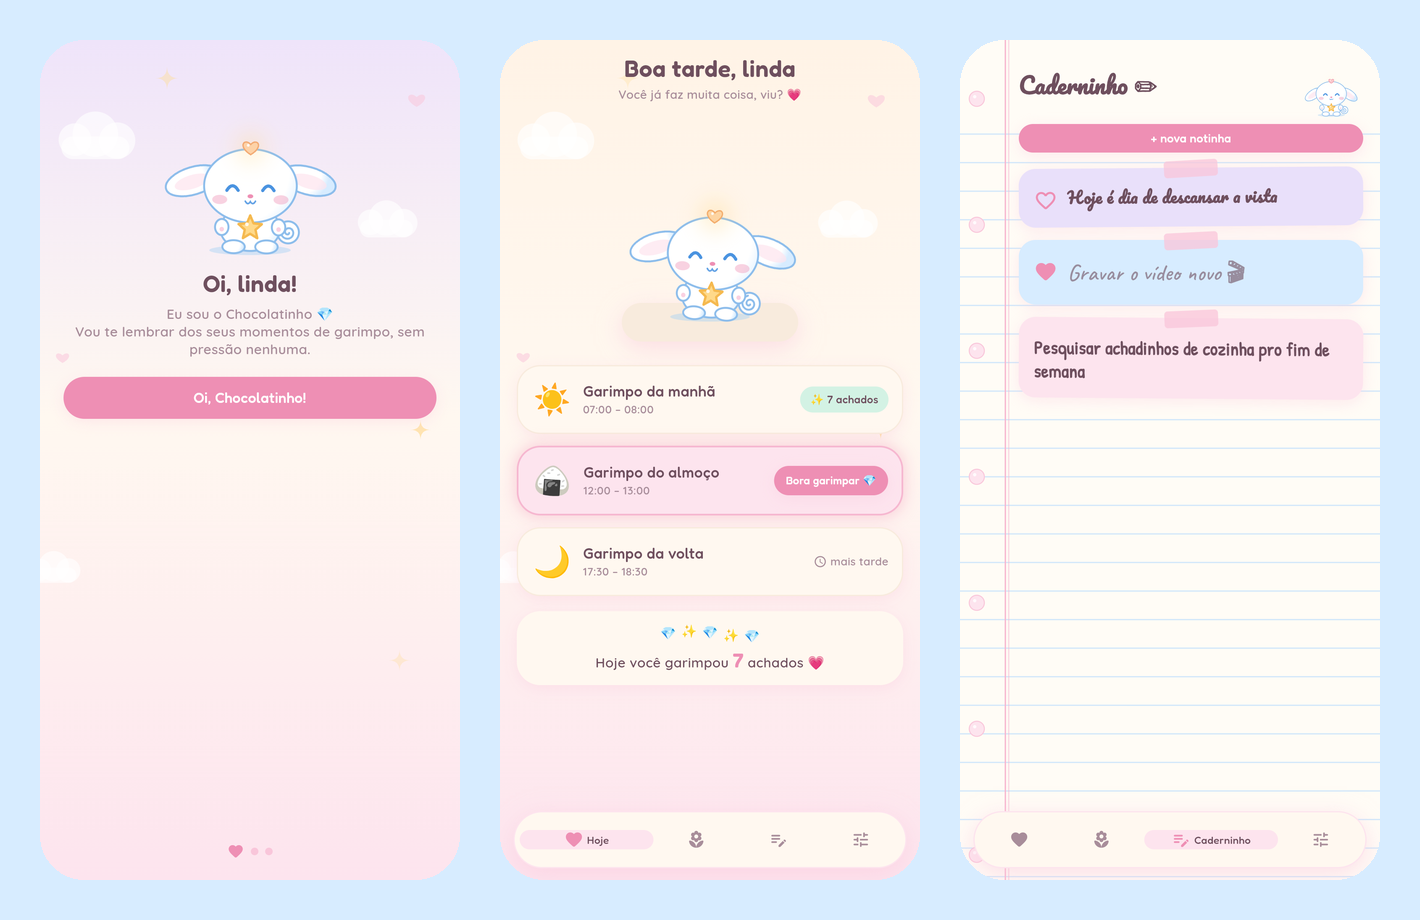 Oi, linda!
Eu sou o Chocolatinho 💎
Vou te lembrar dos seus momentos de garimpo, sem
pressão nenhuma.
Oi, Chocolatinho!
Boa tarde, linda
Você já faz muita coisa, viu? 💗
Garimpo da manhã
07:00 – 08:00
✨ 7 achados
Garimpo do almoço
12:00 – 13:00
Bora garimpar 💎
Garimpo da volta
17:30 – 18:30
mais tarde
Hoje você garimpou 7 achados 💗
Hoje
Caderninho ✏
+ nova notinha
Hoje é dia de descansar a vista
Gravar o vídeo novo 🎬
Pesquisar achadinhos de cozinha pro fim de
semana
Caderninho